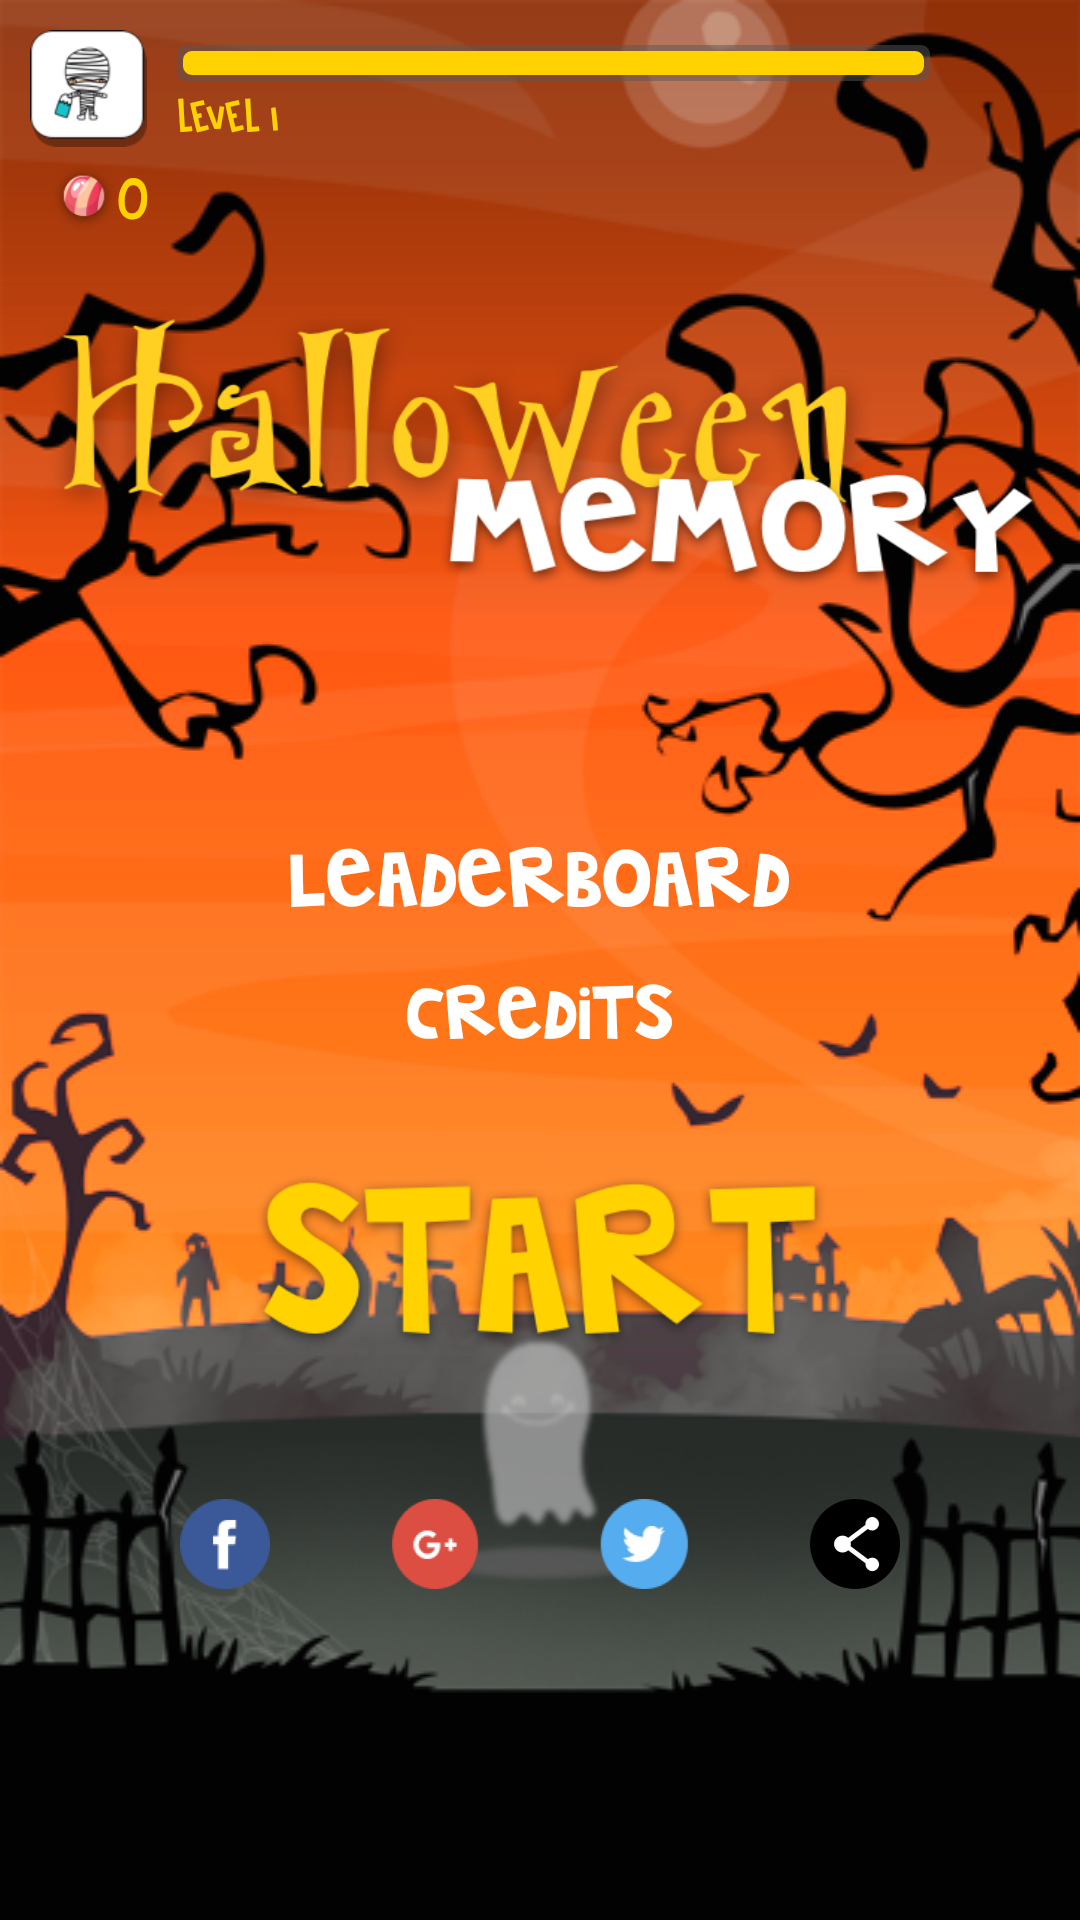 LEVEL 1
0
Halloween
MEMORY
LEADERBOARD
CREDITS
START
f
G+